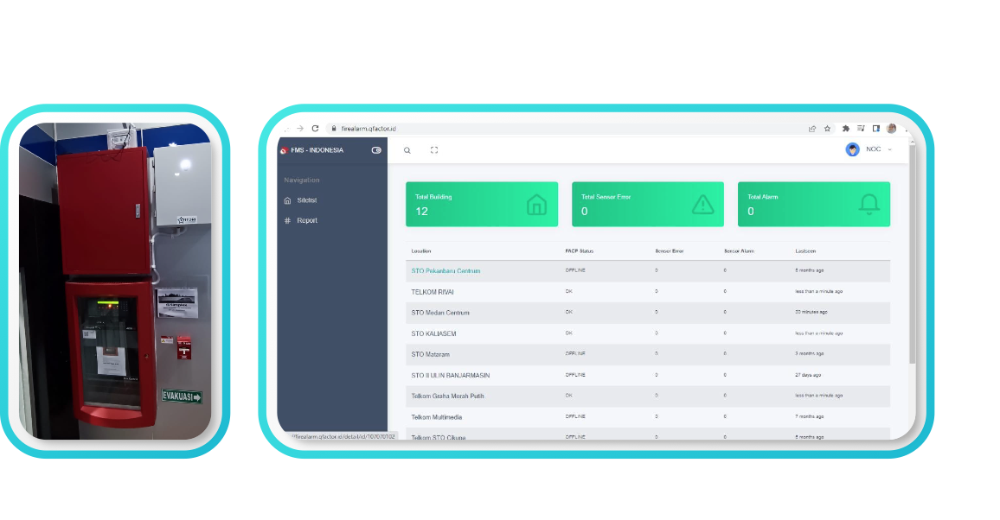 EVAKUASI
firealarm.qfactor.id
FMS - INDONESIA
NOC
Navigation
Sitelist
Report
Total Building
12
Total Sensor Error
0
Total Alarm
0
Location FACP Status Sensor Error Sensor Alarm Lastseen
STO Pekanbaru Centrum OFFLINE 0 0 5 months ago
TELKOM RIVAI OK 0 0 less than a minute ago
STO Medan Centrum OK 0 0 20 minutes ago
STO KALIASEM OK 0 0 less than a minute ago
STO Mataram OFFLINE 0 0 3 months ago
STO II ULIN BANJARMASIN OFFLINE 0 0 27 days ago
Telkom Graha Merah Putih OK 0 0 less than a minute ago
Telkom Multimedia OFFLINE 0 0 7 months ago
Telkom STO Cikupa OFFLINE 0 0 5 months ago
firealarm.qfactor.id/detail/id/107070102